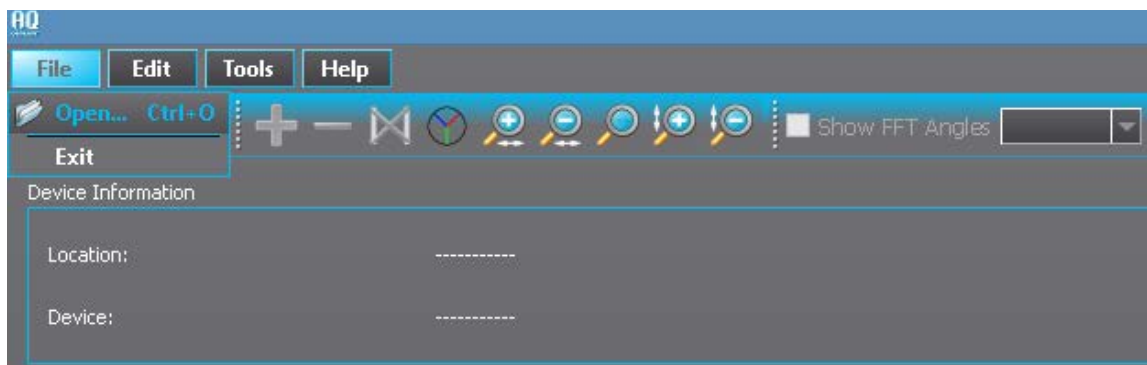 AQ
File Edit Tools Help
Open... Ctrl+O
Show FFT Angles
Exit
Device Information
Location: -----------
Device: -----------